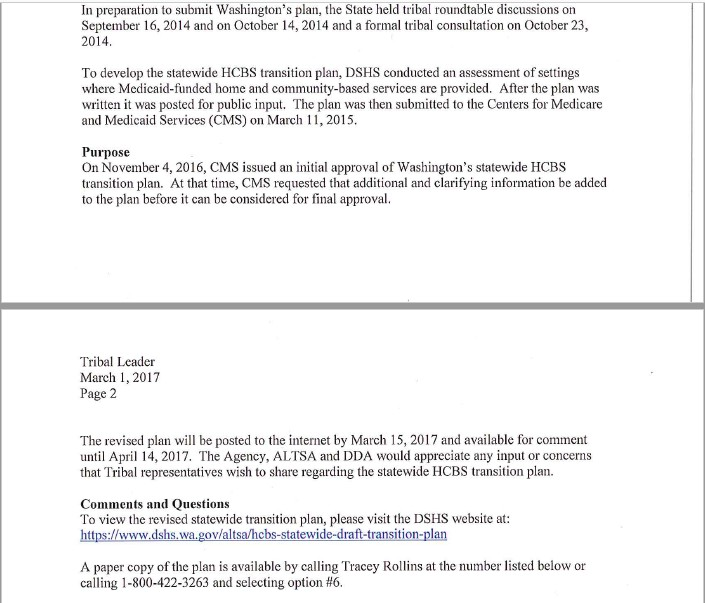 In preparation to submit Washington's plan, the State held tribal roundtable discussions on
September 16, 2014 and on October 14, 2014 and a formal tribal consultation on October 23,
2014.
To develop the statewide HCBS transition plan, DSHS conducted an assessment of settings
where Medicaid-funded home and community-based services are provided. After the plan was
written it was posted for public input. The plan was then submitted to the Centers for Medicare
and Medicaid Services (CMS) on March 11, 2015.
Purpose
On November 4, 2016, CMS issued an initial approval of Washington's statewide HCBS
transition plan. At that time, CMS requested that additional and clarifying information be added
to the plan before it can be considered for final approval.
Tribal Leader
March 1, 2017
Page 2
The revised plan will be posted to the internet by March 15, 2017 and available for comment
until April 14, 2017. The Agency, ALTSA and DDA would appreciate any input or concerns
that Tribal representatives wish to share regarding the statewide HCBS transition plan.
Comments and Questions
To view the revised statewide transition plan, please visit the DSHS website at:
https://www.dshs.wa.gov/altsa/hcbs-statewide-draft-transition-plan
A paper copy of the plan is available by calling Tracey Rollins at the number listed below or
calling 1-800-422-3263 and selecting option #6.